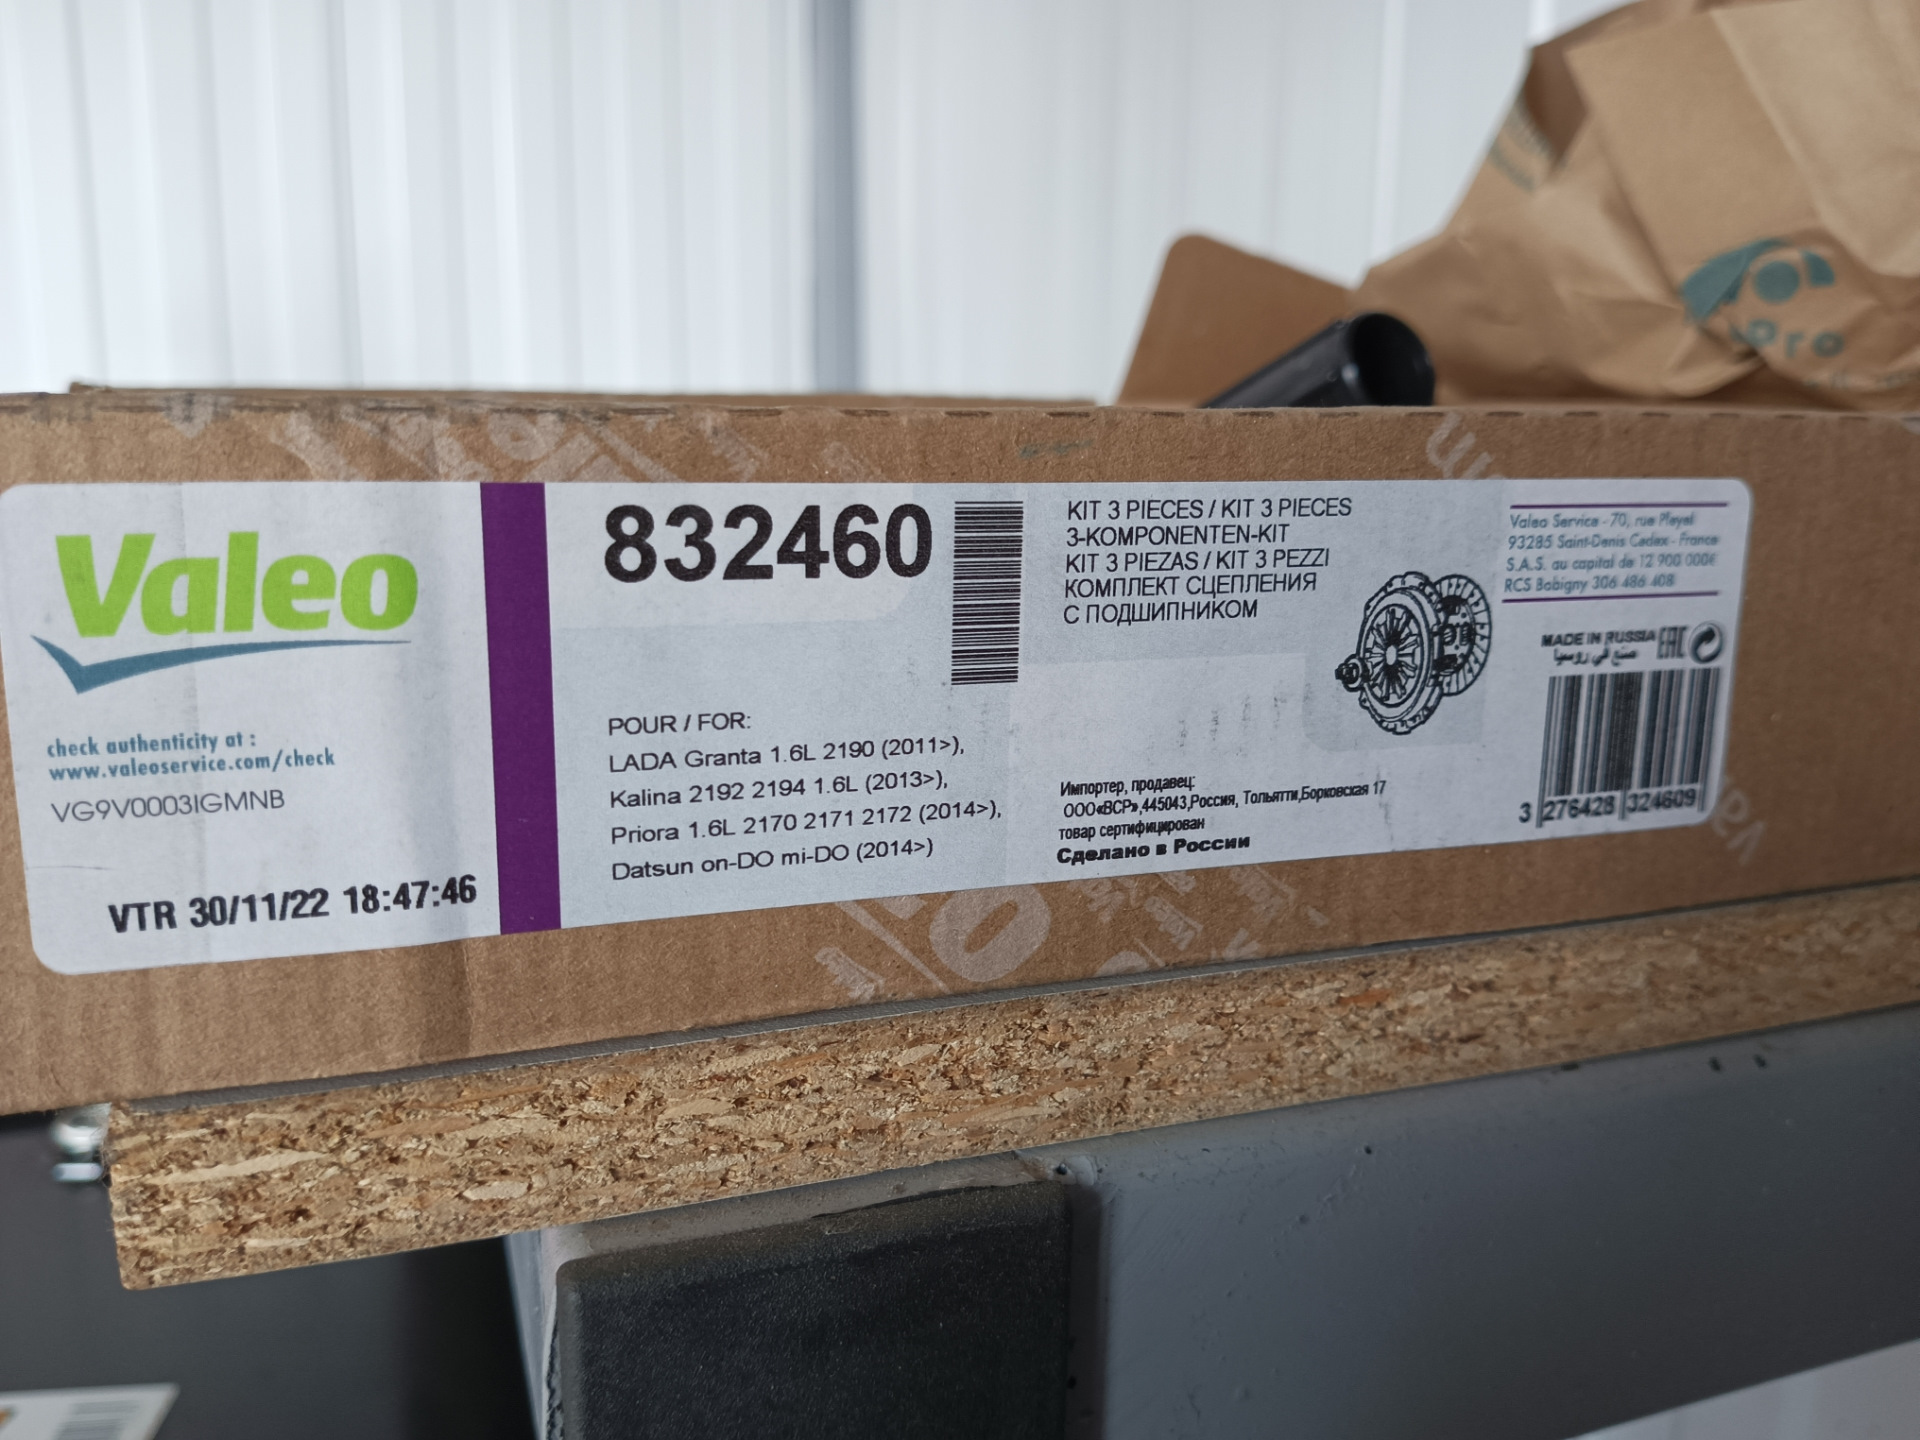 Valeo
check authenticity at :
www.valeoservice.com/check
VG9V0003IGMNB
VTR 30/11/22 18:47:46
832460
POUR / FOR:
LADA Granta 1.6L 2190 (2011>),
Kalina 2192 2194 1.6L (2013>),
Priora 1.6L 2170 2171 2172 (2014>),
Datsun on-DO mi-DO (2014>)
KIT 3 PIECES / KIT 3 PIECES
3-KOMPONENTEN-KIT
KIT 3 PIEZAS / KIT 3 PEZZI
КОМПЛЕКТ СЦЕПЛЕНИЯ
С ПОДШИПНИКОМ
Импортер, продавец:
ООО«ВСР»,445043,Россия, Тольятти,Борковская 17
товар сертифицирован
Сделано в России
Valeo Service - 70, rue Pleyel
93285 Saint-Denis Cedex - France
S.A.S. au capital de 12 900 000€
RCS Bobigny 306 486 408
MADE IN RUSSIA EAC
صنع في روسيا
3 276428 324609